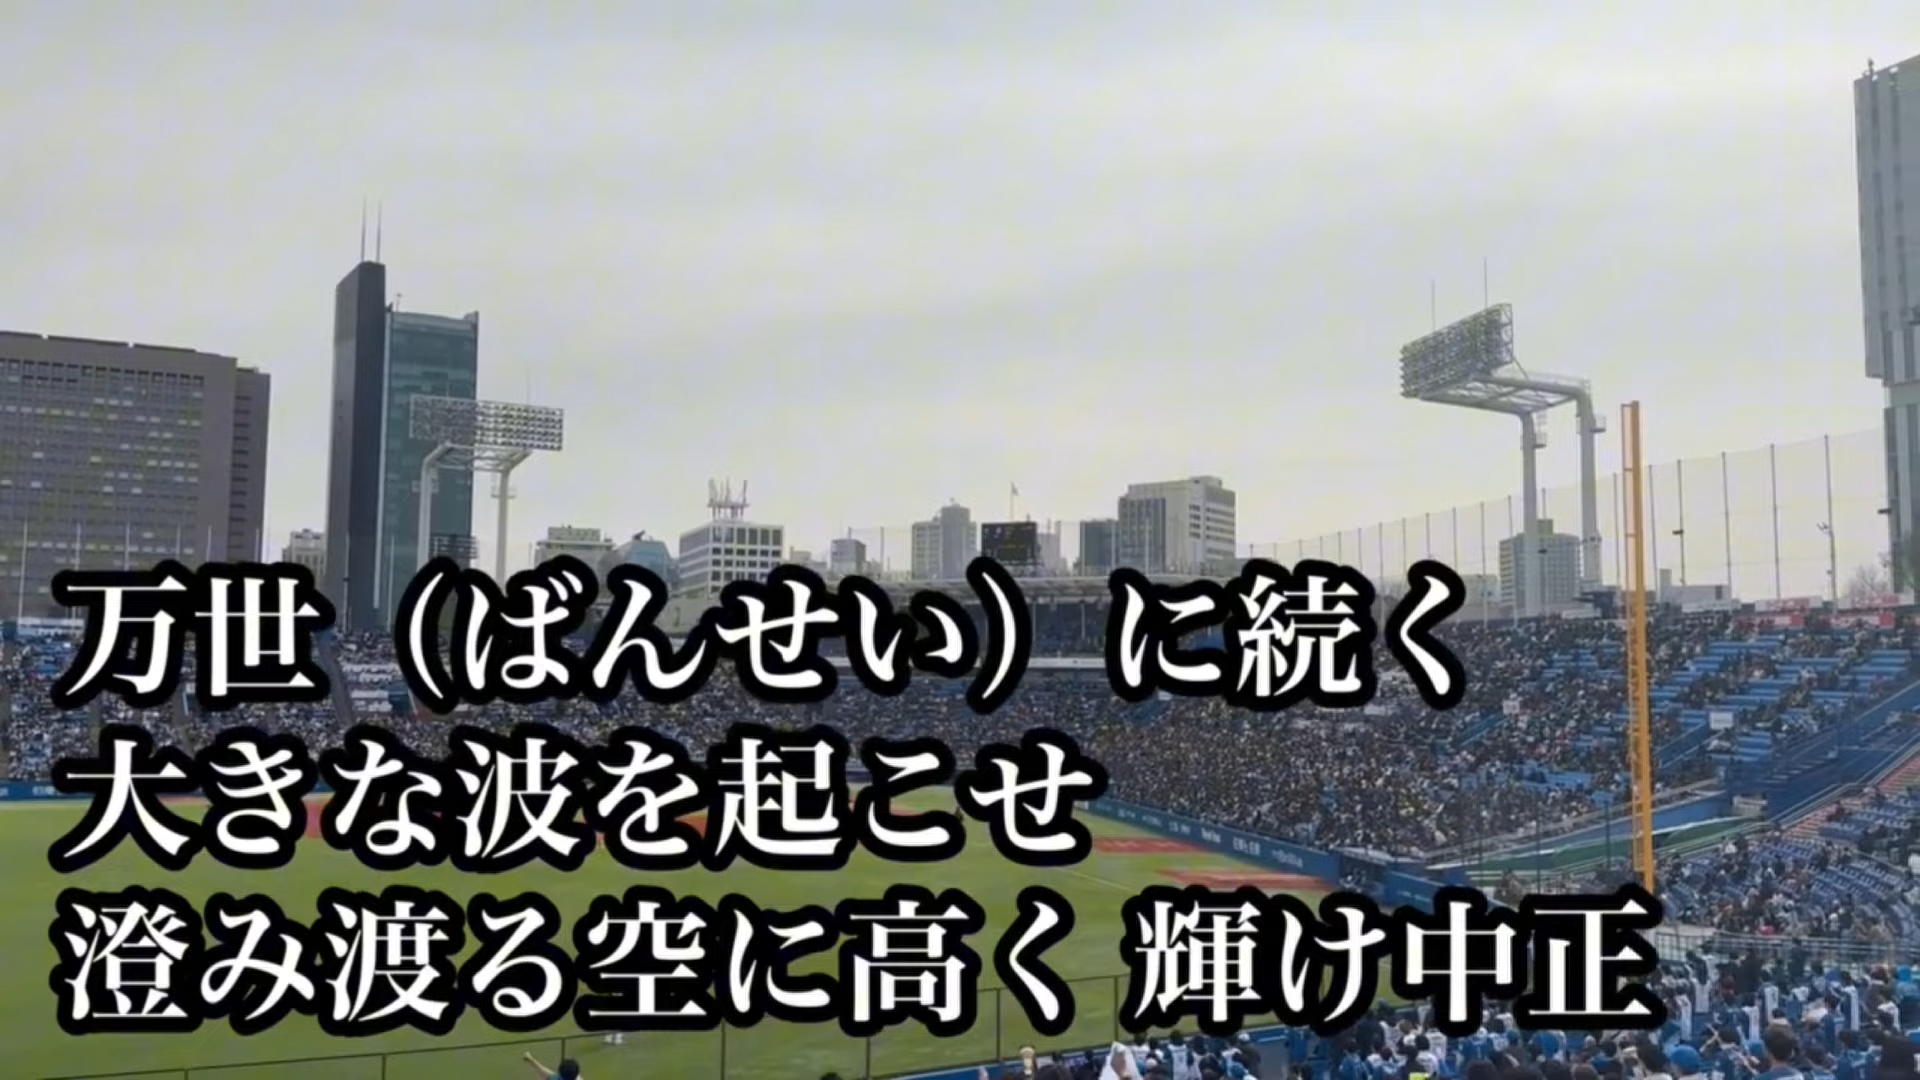 万世（ばんせい）に続く
大きな波を起こせ
澄み渡る空に高く 輝け中正